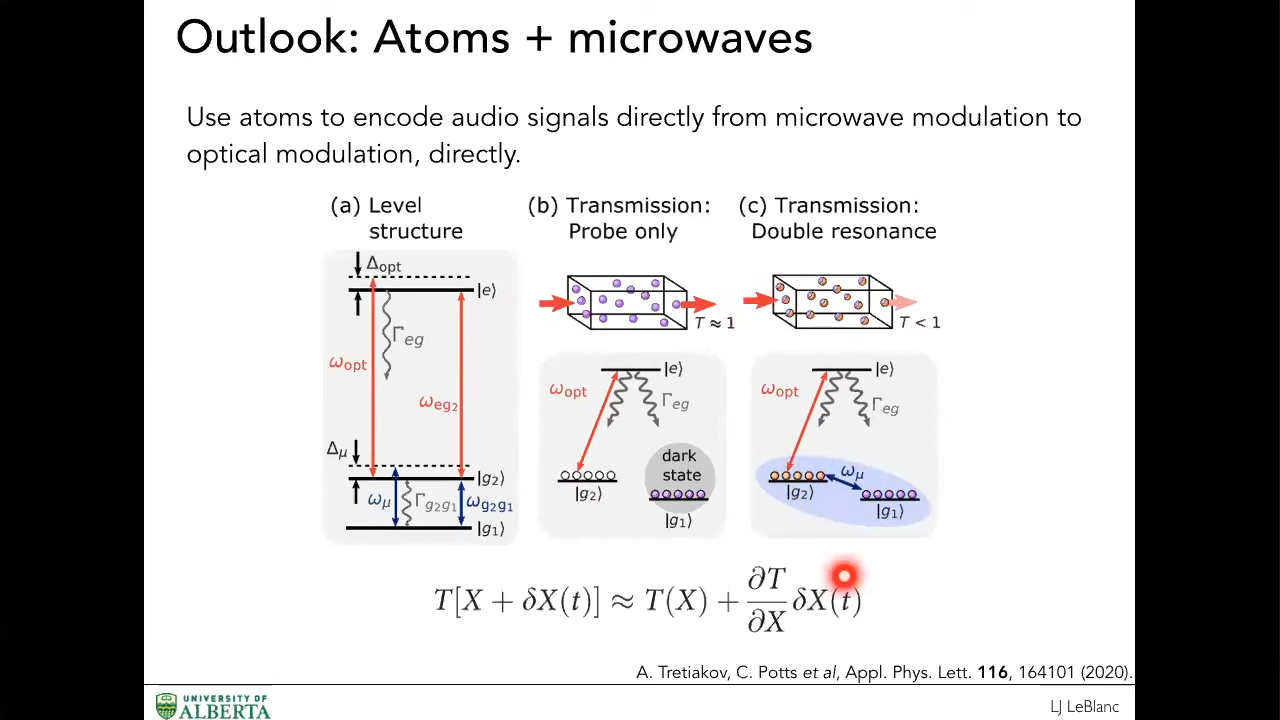 Outlook: Atoms + microwaves
Use atoms to encode audio signals directly from microwave modulation to
optical modulation, directly.
(a) Level
structure
(b) Transmission:
Probe only
(c) Transmission:
Double resonance
Δopt
|e⟩
Γeg
ωopt
ωeg2
Δμ
|g2⟩
ωμ
Γg2g1
ωg2g1
|g1⟩
T ≈ 1
|e⟩
ωopt
Γeg
dark
state
|g2⟩
|g1⟩
T < 1
|e⟩
ωopt
Γeg
ωμ
|g2⟩
|g1⟩
T[X + δX(t)] ≈ T(X) + ∂T/∂X δX(t)
A. Tretiakov, C. Potts et al, Appl. Phys. Lett. 116, 164101 (2020).
UNIVERSITY OF
ALBERTA
LJ LeBlanc